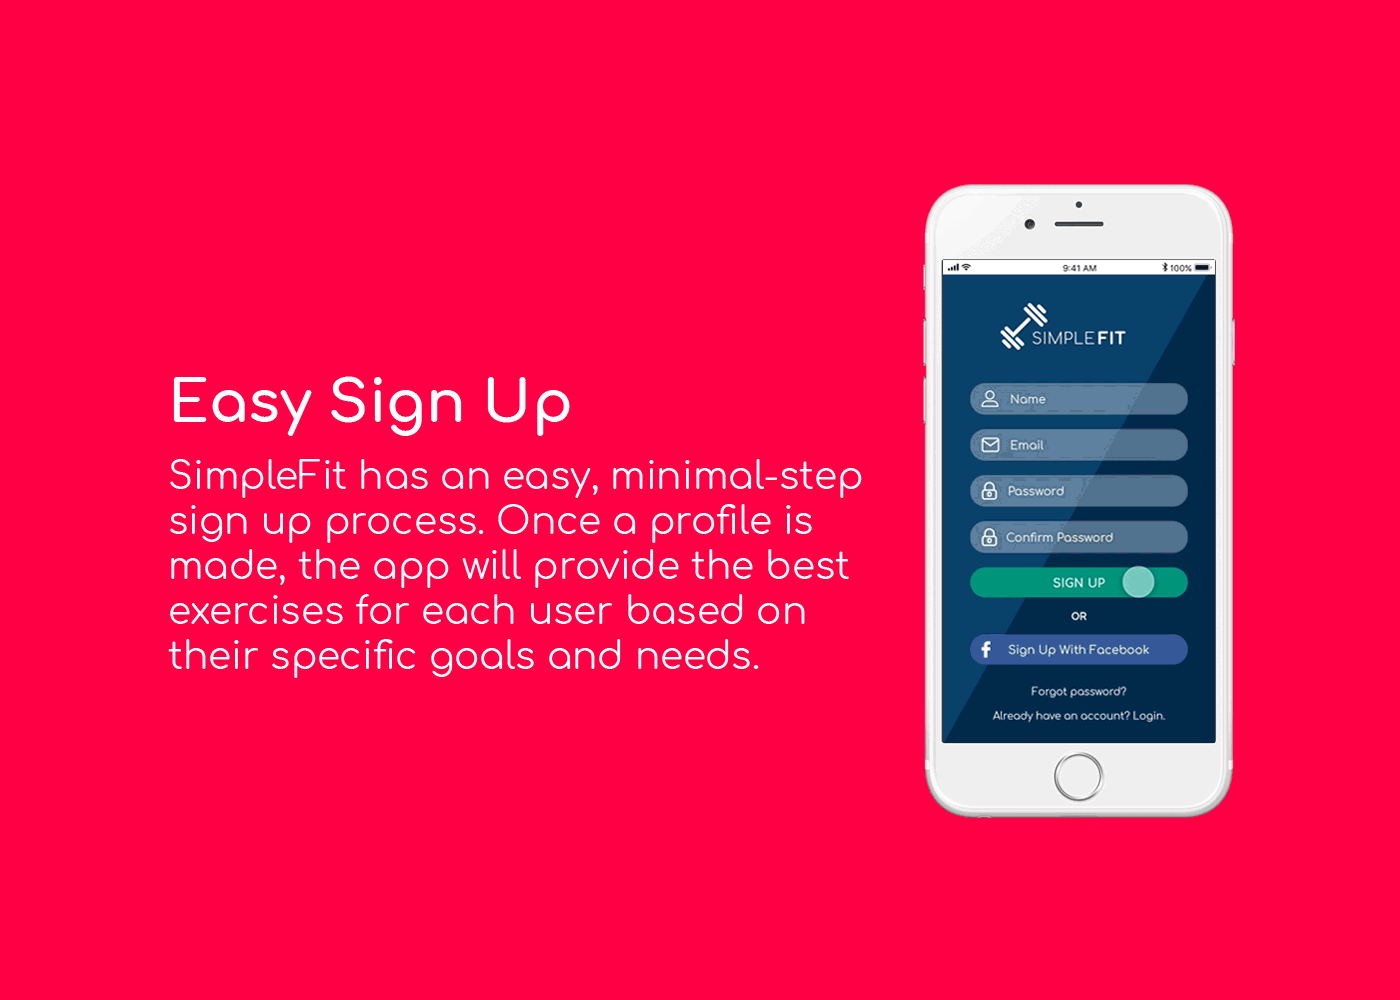 Easy Sign Up
SimpleFit has an easy, minimal-step
sign up process. Once a profile is
made, the app will provide the best
exercises for each user based on
their specific goals and needs.
9:41 AM
100%
SIMPLEFIT
Name
Email
Password
Confirm Password
SIGN UP
OR
f Sign Up With Facebook
Forgot password?
Already have an account? Login.